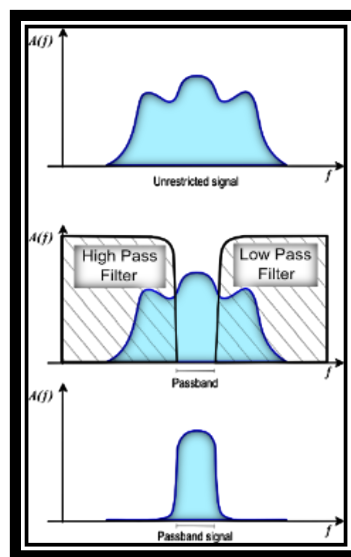 A(f)
Unrestricted signal
f
A(f)
High Pass
Filter
Low Pass
Filter
Passband
f
A(f)
Passband signal
f